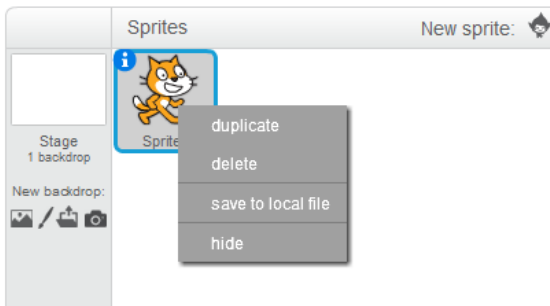 Sprites
New sprite:
Stage
1 backdrop
New backdrop:
i
Sprite
duplicate
delete
save to local file
hide